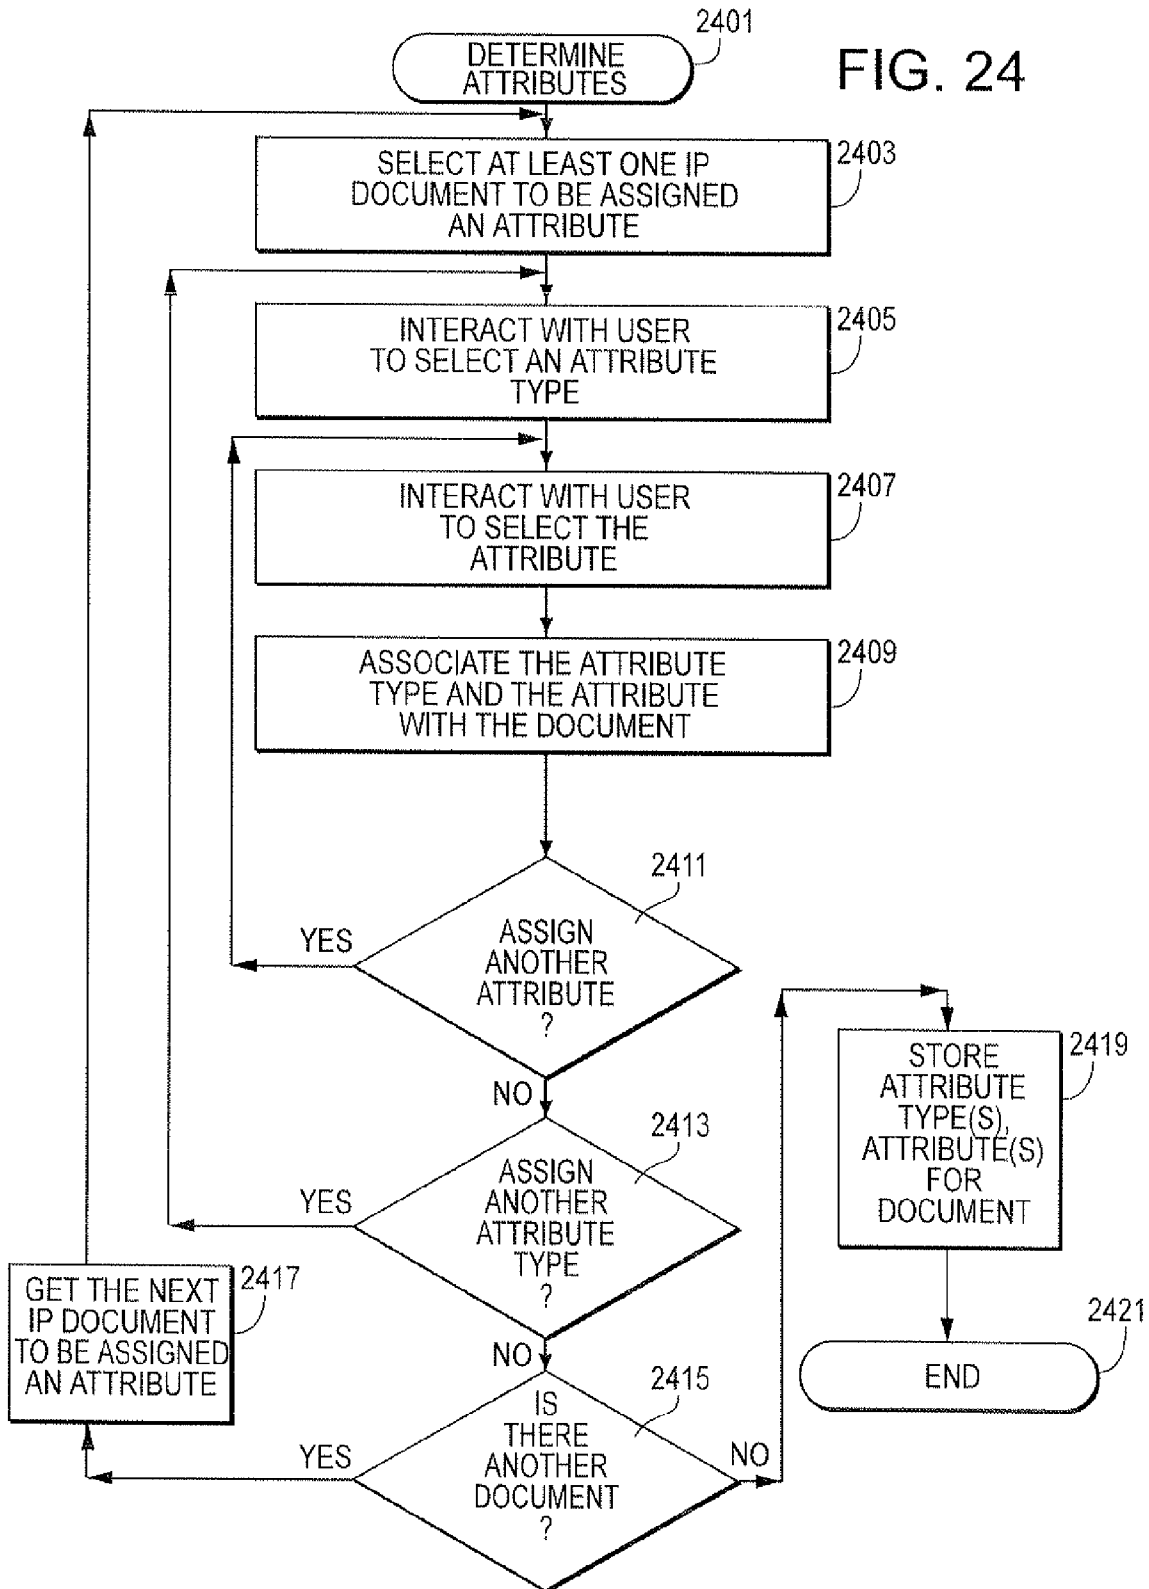 2401
DETERMINE
ATTRIBUTES
FIG. 24
SELECT AT LEAST ONE IP
DOCUMENT TO BE ASSIGNED
AN ATTRIBUTE
2403
INTERACT WITH USER
TO SELECT AN ATTRIBUTE
TYPE
2405
INTERACT WITH USER
TO SELECT THE
ATTRIBUTE
2407
ASSOCIATE THE ATTRIBUTE
TYPE AND THE ATTRIBUTE
WITH THE DOCUMENT
2409
2411
ASSIGN
ANOTHER
ATTRIBUTE
?
YES
NO
2413
ASSIGN
ANOTHER
ATTRIBUTE
TYPE
?
YES
NO
2415
IS
THERE
ANOTHER
DOCUMENT
?
YES
NO
GET THE NEXT
IP DOCUMENT
TO BE ASSIGNED
AN ATTRIBUTE
2417
STORE
ATTRIBUTE
TYPE(S),
ATTRIBUTE(S)
FOR
DOCUMENT
2419
END
2421